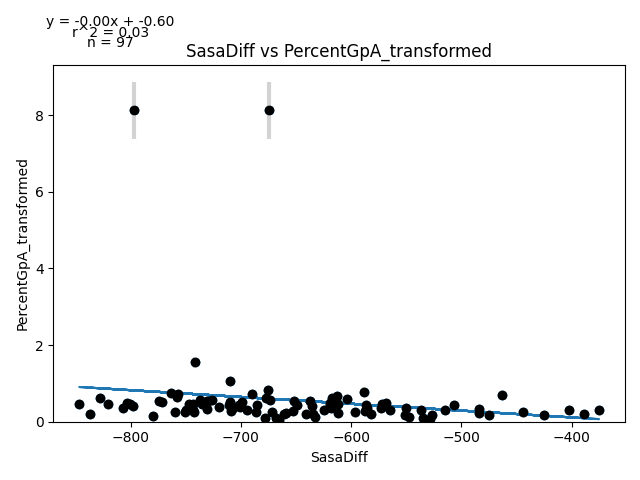 y = -0.00x + -0.60
r^2 = 0.03
n = 97
SasaDiff vs PercentGpA_transformed
PercentGpA_transformed
8
6
4
2
0
−800 −700 −600 −500 −400
SasaDiff